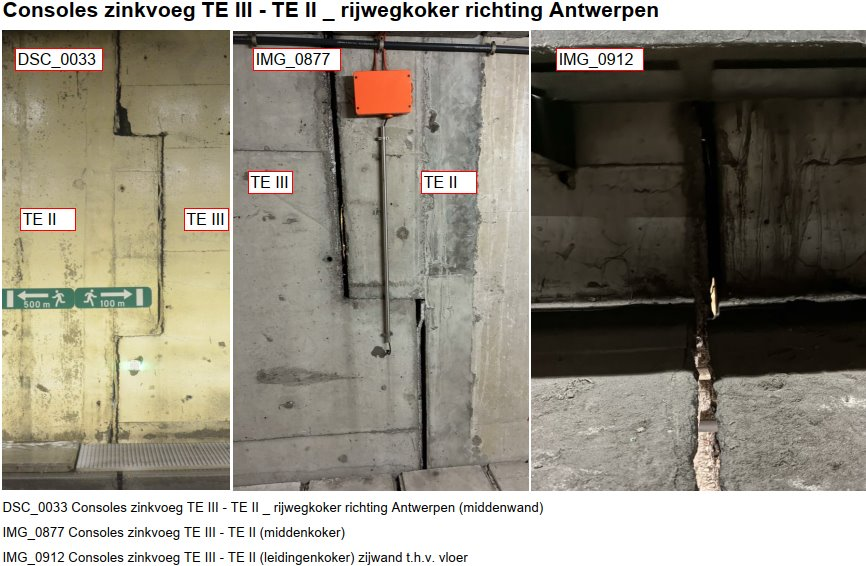 Consoles zinkvoeg TE III - TE II _ rijwegkoker richting Antwerpen
DSC_0033
IMG_0877
IMG_0912
TE III
TE II
TE II
TE III
500 m
100 m
DSC_0033 Consoles zinkvoeg TE III - TE II _ rijwegkoker richting Antwerpen (middenwand)
IMG_0877 Consoles zinkvoeg TE III - TE II (middenkoker)
IMG_0912 Consoles zinkvoeg TE III - TE II (leidingenkoker) zijwand t.h.v. vloer